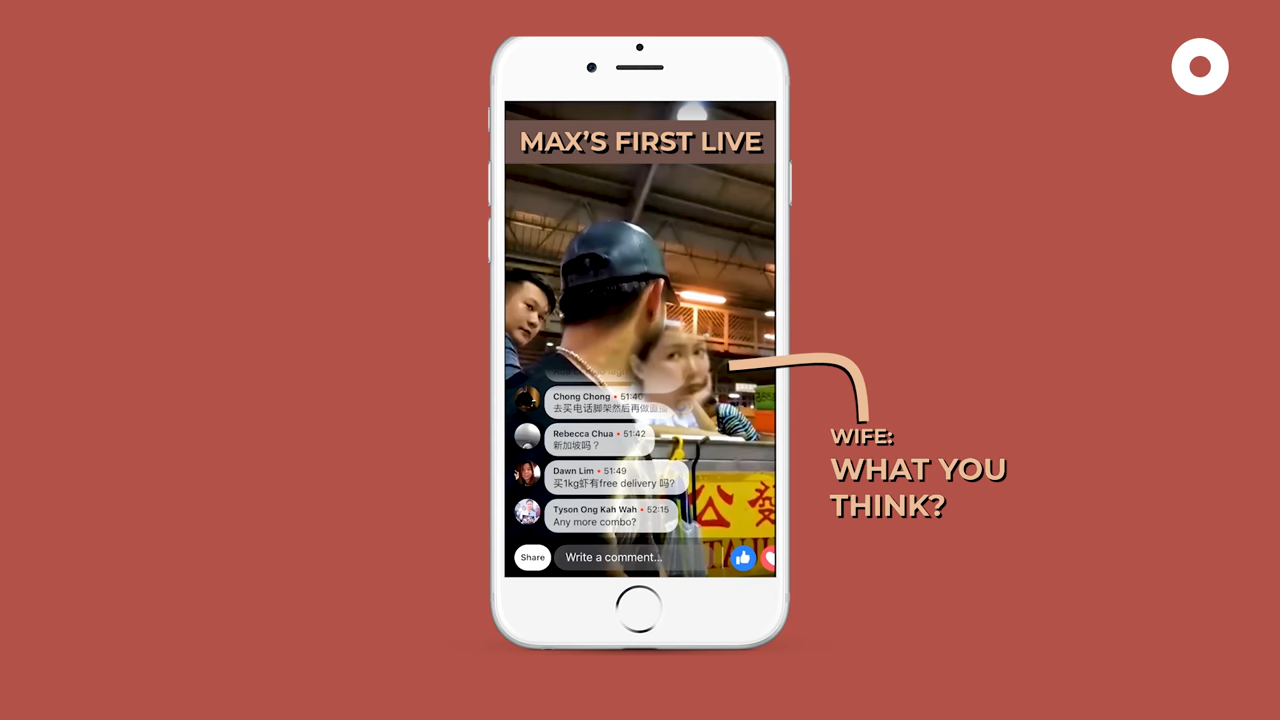 MAX'S FIRST LIVE
Chong Chong • 51:40
去买电话脚架然后再做直播
Rebecca Chua • 51:42
新加坡吗？
Dawn Lim • 51:49
买1kg虾有free delivery 吗?
Tyson Ong Kah Wah • 52:15
Any more combo?
公發
Share
Write a comment...
WIFE:
WHAT YOU
THINK?